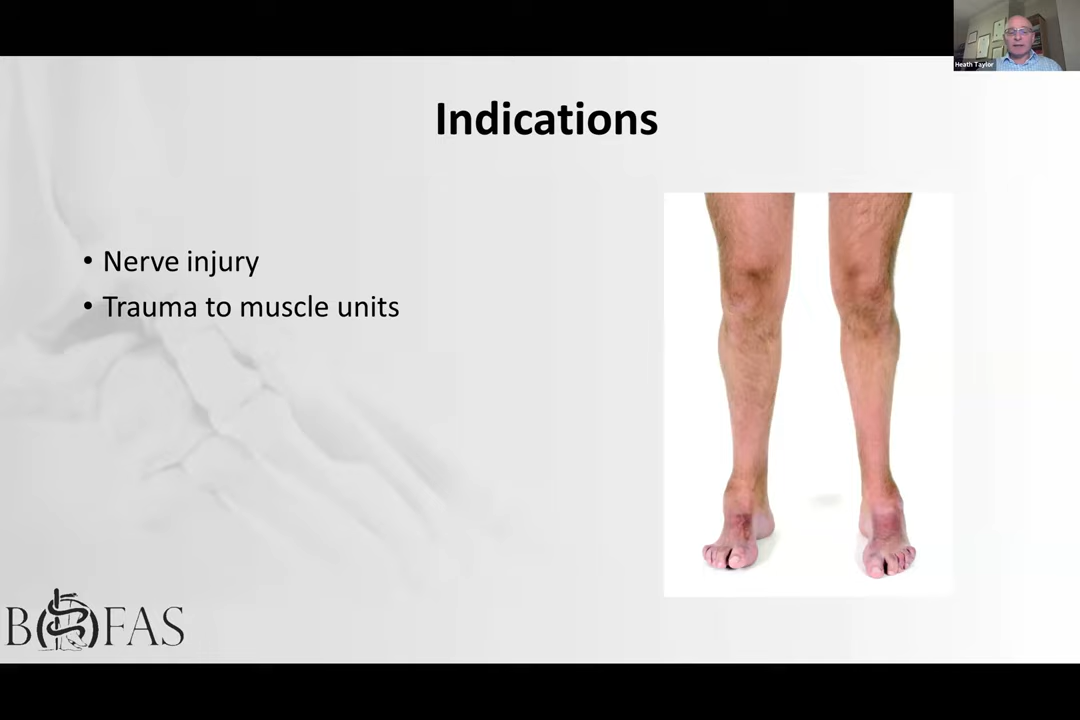 Heath Taylor
Indications
• Nerve injury
• Trauma to muscle units
BOFAS